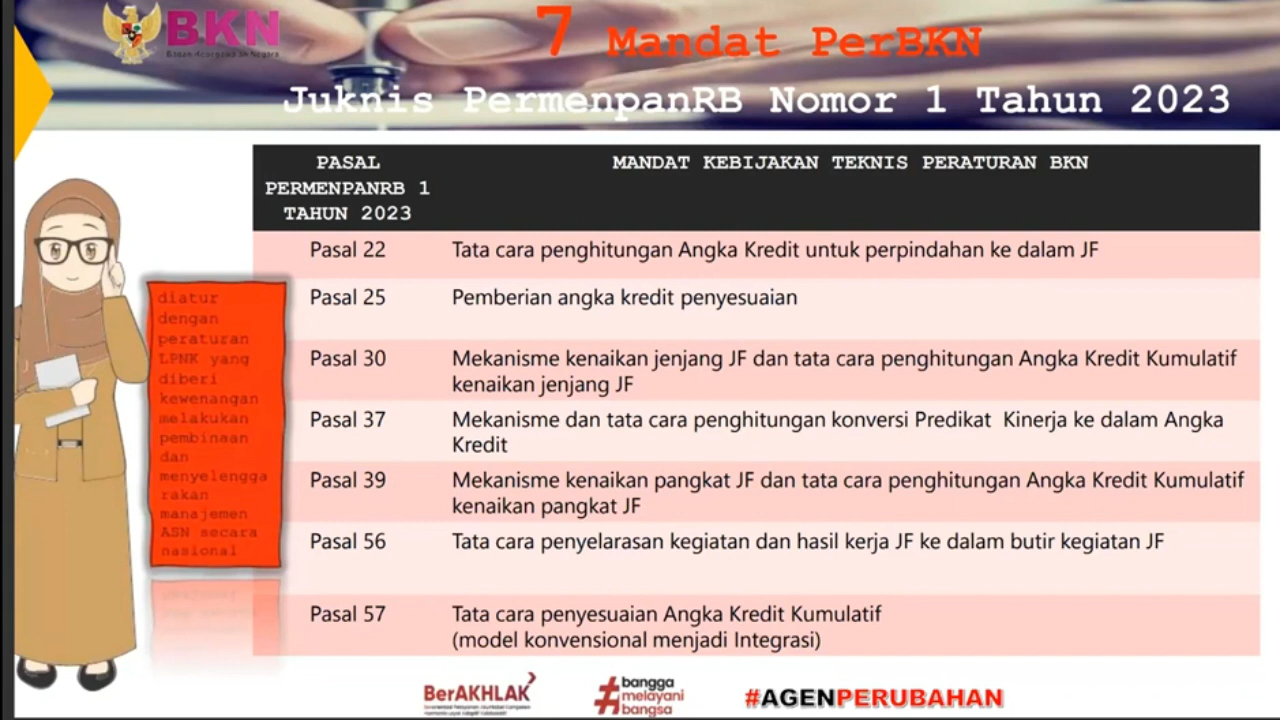 BKN
7 Mandat PerBKN
Juknis PermenpanRB Nomor 1 Tahun 2023
PASAL
PERMENPANRB 1
TAHUN 2023
MANDAT KEBIJAKAN TEKNIS PERATURAN BKN
Pasal 22
Tata cara penghitungan Angka Kredit untuk perpindahan ke dalam JF
Pasal 25
Pemberian angka kredit penyesuaian
Pasal 30
Mekanisme kenaikan jenjang JF dan tata cara penghitungan Angka Kredit Kumulatif
kenaikan jenjang JF
Pasal 37
Mekanisme dan tata cara penghitungan konversi Predikat  Kinerja ke dalam Angka
Kredit
Pasal 39
Mekanisme kenaikan pangkat JF dan tata cara penghitungan Angka Kredit Kumulatif
kenaikan pangkat JF
Pasal 56
Tata cara penyelarasan kegiatan dan hasil kerja JF ke dalam butir kegiatan JF
Pasal 57
Tata cara penyesuaian Angka Kredit Kumulatif
(model konvensional menjadi Integrasi)
diatur
dengan
peraturan
LPNK yang
diberi
kewenangan
melakukan
pembinaan
dan
menyelengga
rakan
manajemen
ASN secara
nasional
BerAKHLAK
#bangga
melayani
bangsa
#AGENPERUBAHAN